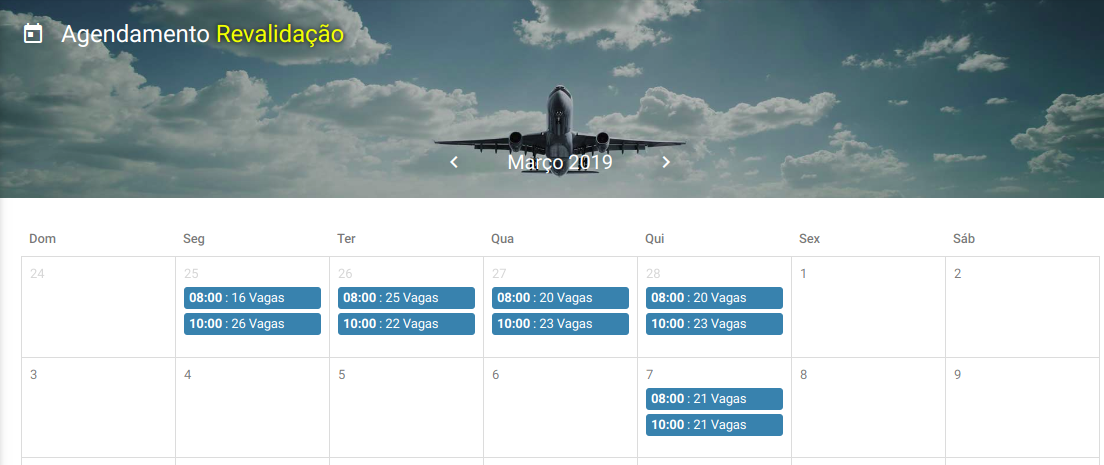 Agendamento Revalidação
Março 2019
Dom Seg Ter Qua Qui Sex Sáb
24 25 26 27 28 1 2
08:00 : 16 Vagas 08:00 : 25 Vagas 08:00 : 20 Vagas 08:00 : 20 Vagas
10:00 : 26 Vagas 10:00 : 22 Vagas 10:00 : 23 Vagas 10:00 : 23 Vagas
3 4 5 6 7 8 9
08:00 : 21 Vagas
10:00 : 21 Vagas